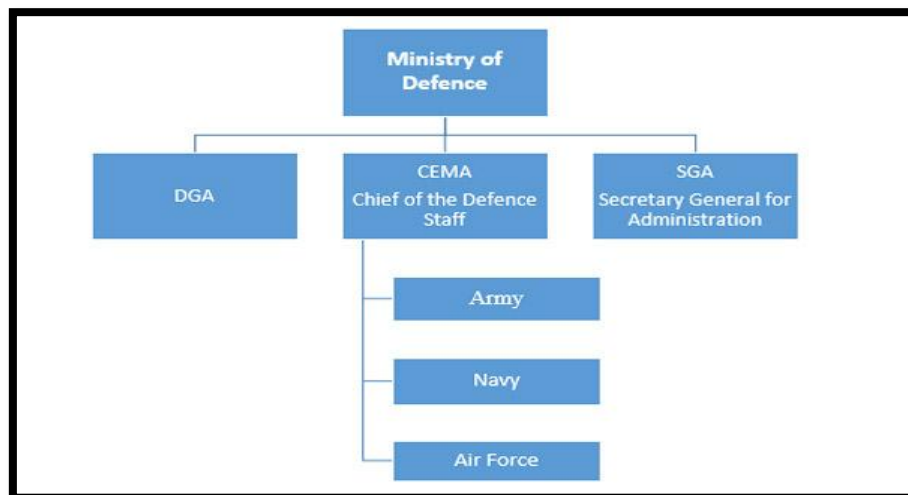 Ministry of
Defence
DGA
CEMA
Chief of the Defence
Staff
SGA
Secretary General for
Administration
Army
Navy
Air Force